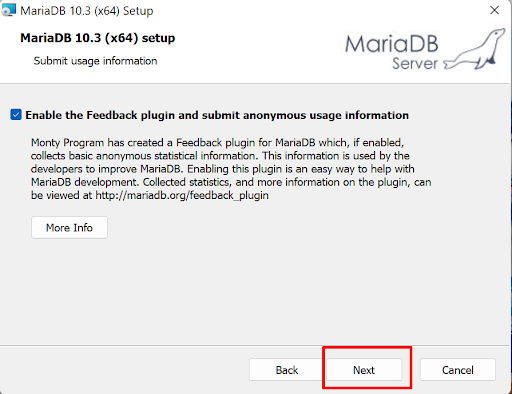 MariaDB 10.3 (x64) Setup
MariaDB 10.3 (x64) setup
Submit usage information
MariaDB
Server
Enable the Feedback plugin and submit anonymous usage information
Monty Program has created a Feedback plugin for MariaDB which, if enabled,
collects basic anonymous statistical information. This information is used by the
developers to improve MariaDB. Enabling this plugin is an easy way to help with
MariaDB development. Collected statistics, and more information on the plugin, can
be viewed at http://mariadb.org/feedback_plugin
More Info
Back
Next
Cancel